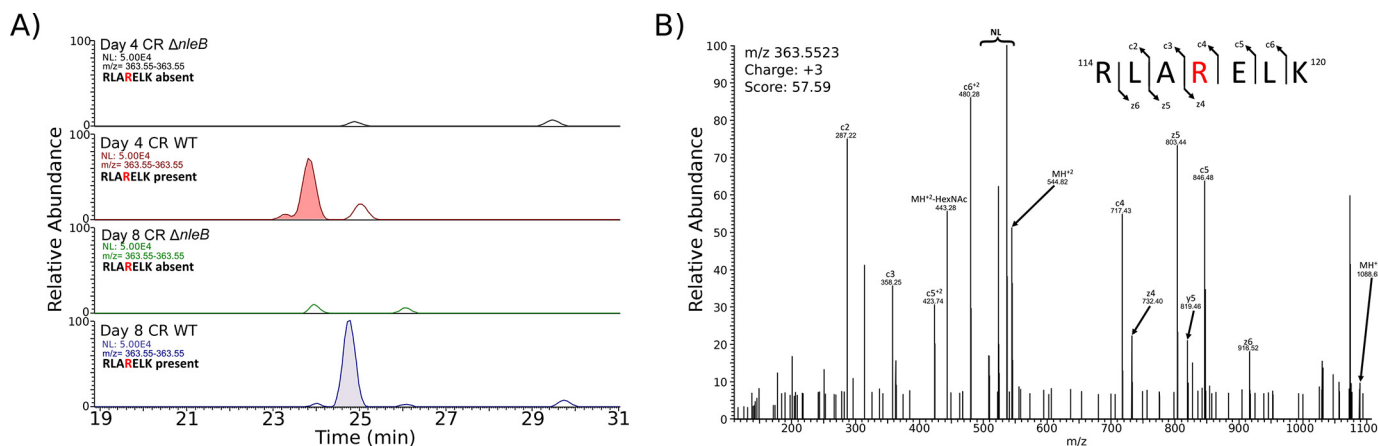 A)
Relative Abundance
100
Day 4 CR ΔnleB
NL: 5.00E4
m/z= 363.55-363.55
RLARELK absent
0
100
Day 4 CR WT
NL: 5.00E4
m/z= 363.55-363.55
RLARELK present
0
100
Day 8 CR ΔnleB
NL: 5.00E4
m/z= 363.55-363.55
RLARELK absent
0
100
Day 8 CR WT
NL: 5.00E4
m/z= 363.55-363.55
RLARELK present
0
19 21 23 25 27 29 31
Time (min)
B)
Relative Abundance
100
90
80
70
60
50
40
30
20
10
0
m/z 363.5523
Charge: +3
Score: 57.59
NL
c2 c3 c4 c5 c6
114 RLARELK 120
z6 z5 z4
c6+2
480.28
c2
287.22
z5
803.44
c5
846.48
MH+2
544.82
MH+2-HexNAc
443.28
c4
717.43
c3
358.25
c5+2
423.74
z4
732.40
y5
819.46
z6
916.52
MH+
1088.6
200 300 400 500 600 700 800 900 1000 1100
m/z